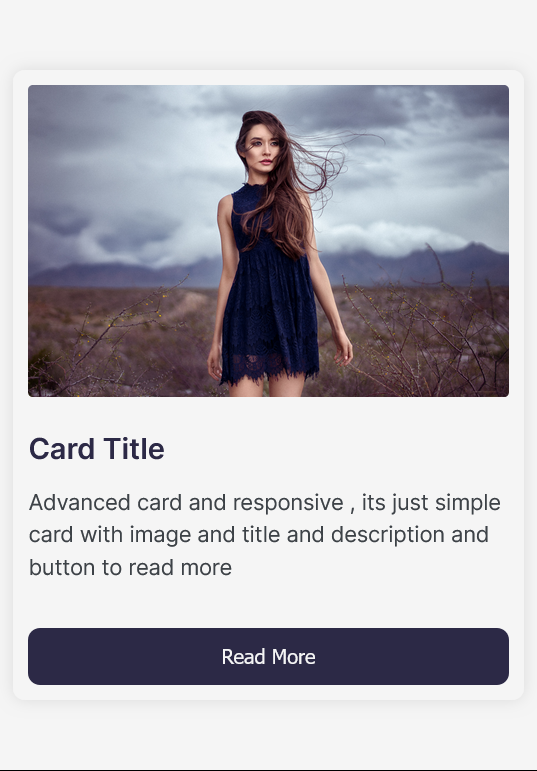 Card Title
Advanced card and responsive , its just simple
card with image and title and description and
button to read more
Read More